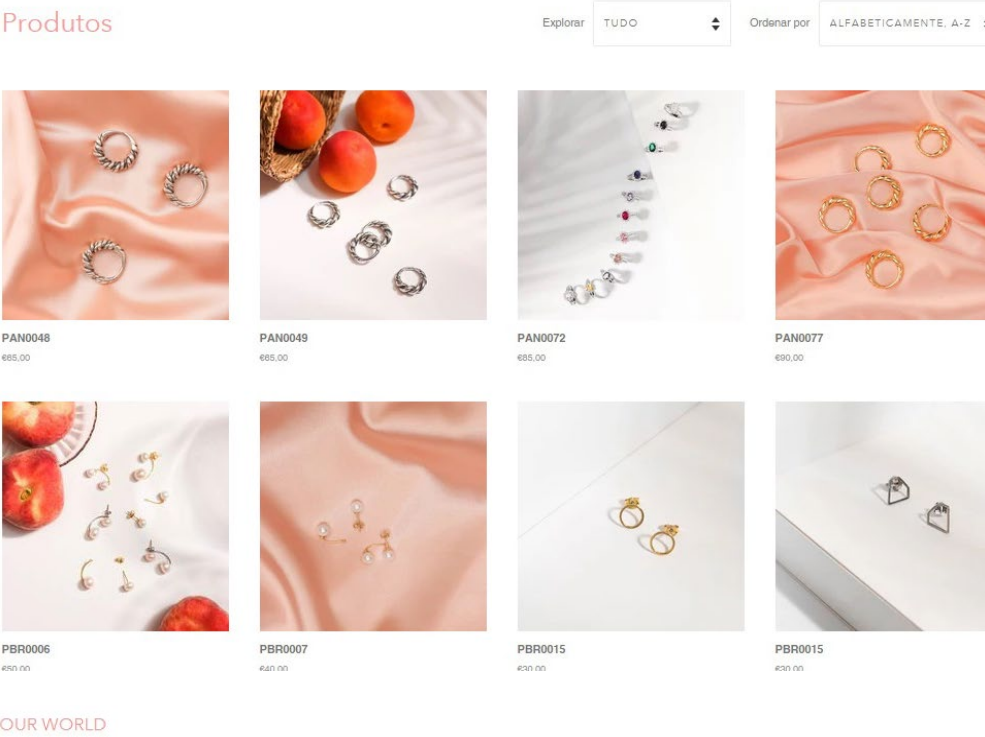 Produtos
Explorar TUDO Ordenar por ALFABETICAMENTE, A-Z
PAN0048 PAN0049 PAN0072 PAN0077
€65,00 €65,00 €85,00 €90,00
PBR0006 PBR0007 PBR0015 PBR0015
€50,00 €40,00 €30,00 €30,00
OUR WORLD